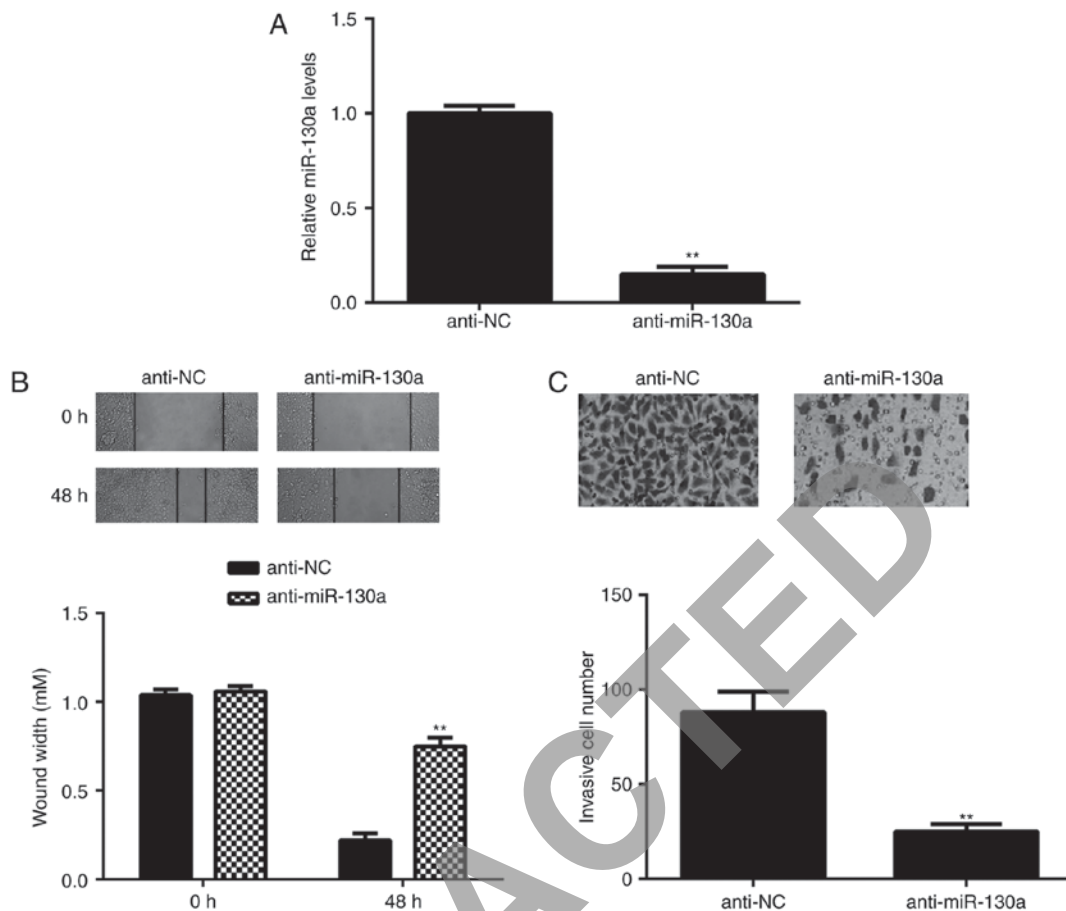 A
Relative miR-130a levels
1.5
1.0
0.5
0.0
**
anti-NC anti-miR-130a
B
anti-NC anti-miR-130a
0 h
48 h
anti-NC
anti-miR-130a
Wound width (mM)
1.5
1.0
0.5
0.0
**
0 h 48 h
C
anti-NC anti-miR-130a
Invasive cell number
150
100
50
0
**
anti-NC anti-miR-130a
ACTED